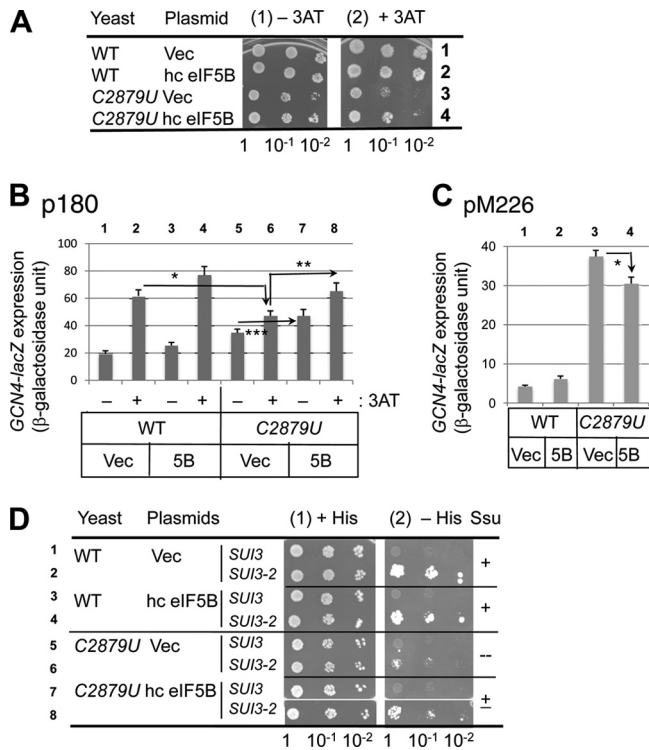 A
Yeast Plasmid (1) – 3AT (2) + 3AT
WT Vec 1
WT hc eIF5B 2
C2879U Vec 3
C2879U hc eIF5B 4
1 10-1 10-2 1 10-1 10-2
B p180
1 2 3 4 5 6 7 8
GCN4-lacZ expression
(β-galactosidase unit)
100
80
60
40
20
0
* ** ***
– + – + – + – + : 3AT
WT C2879U
Vec 5B Vec 5B
C pM226
1 2 3 4
GCN4-lacZ expression
(β-galactosidase unit)
40
30
20
10
0
*
WT C2879U
Vec 5B Vec 5B
D
Yeast Plasmids (1) + His (2) – His Ssu
1 WT Vec SUI3 +
2 SUI3-2
3 WT hc eIF5B SUI3 +
4 SUI3-2
5 C2879U Vec SUI3 --
6 SUI3-2
7 C2879U hc eIF5B SUI3 ±
8 SUI3-2
1 10-1 10-2 1 10-1 10-2